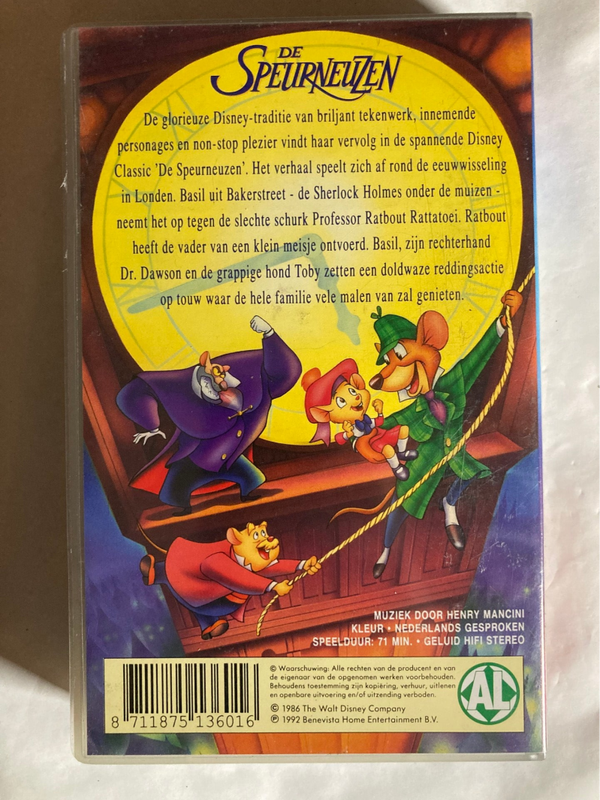 DE
SPEURNEUZEN
De glorieuze Disney-traditie van briljant tekenwerk, innemende
personages en non-stop plezier vindt haar vervolg in de spannende Disney
Classic 'De Speurneuzen'. Het verhaal speelt zich af rond de eeuwwisseling
in Londen. Basil uit Bakerstreet - de Sherlock Holmes onder de muizen -
neemt het op tegen de slechte schurk Professor Ratbout Rattatoei. Ratbout
heeft de vader van een klein meisje ontvoerd. Basil, zijn rechterhand
Dr. Dawson en de grappige hond Toby zetten een doldwaze reddingsactie
op touw waar de hele familie vele malen van zal genieten.
MUZIEK DOOR HENRY MANCINI
KLEUR • NEDERLANDS GESPROKEN
SPEELDUUR: 71 MIN. • GELUID HIFI STEREO
© Waarschuwing: Alle rechten van de producent en van
de eigenaar van de opgenomen werken voorbehouden.
Behoudens toestemming zijn kopiëring, verhuur, uitlenen
en openbare uitvoering en/of uitzending verboden.
© 1986 The Walt Disney Company
℗ 1992 Benevista Home Entertainment B.V.
AL
8 711875 136016